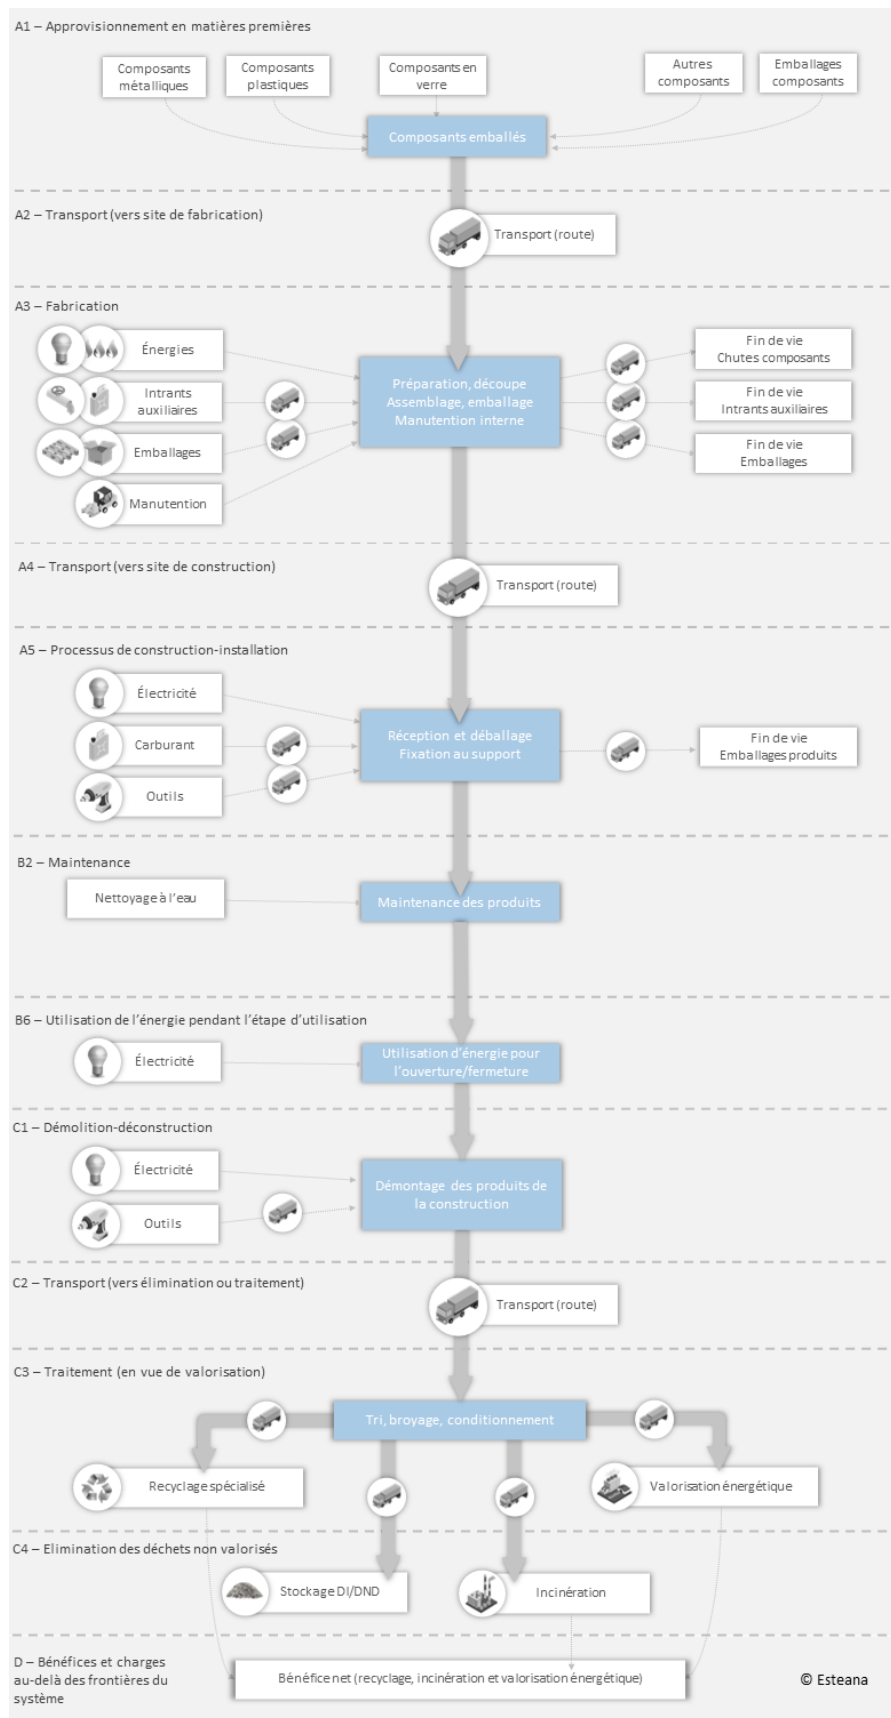 A1 – Approvisionnement en matières premières
Composants
métalliques
Composants
plastiques
Composants en
verre
Autres
composants
Emballages
composants
Composants emballés
A2 – Transport (vers site de fabrication)
Transport (route)
A3 – Fabrication
Énergies
Intrants
auxiliaires
Emballages
Manutention
Préparation, découpe
Assemblage, emballage
Manutention interne
Fin de vie
Chutes composants
Fin de vie
Intrants auxiliaires
Fin de vie
Emballages
A4 – Transport (vers site de construction)
Transport (route)
A5 – Processus de construction-installation
Électricité
Carburant
Outils
Réception et déballage
Fixation au support
Fin de vie
Emballages produits
B2 – Maintenance
Nettoyage à l’eau
Maintenance des produits
B6 – Utilisation de l’énergie pendant l’étape d’utilisation
Électricité
Utilisation d’énergie pour
l’ouverture/fermeture
C1 – Démolition-déconstruction
Électricité
Outils
Démontage des produits de
la construction
C2 – Transport (vers élimination ou traitement)
Transport (route)
C3 – Traitement (en vue de valorisation)
Tri, broyage, conditionnement
Recyclage spécialisé
Valorisation énergétique
C4 – Elimination des déchets non valorisés
Stockage DI/DND
Incinération
D – Bénéfices et charges
au-delà des frontières du
système
Bénéfice net (recyclage, incinération et valorisation énergétique)
© Esteana